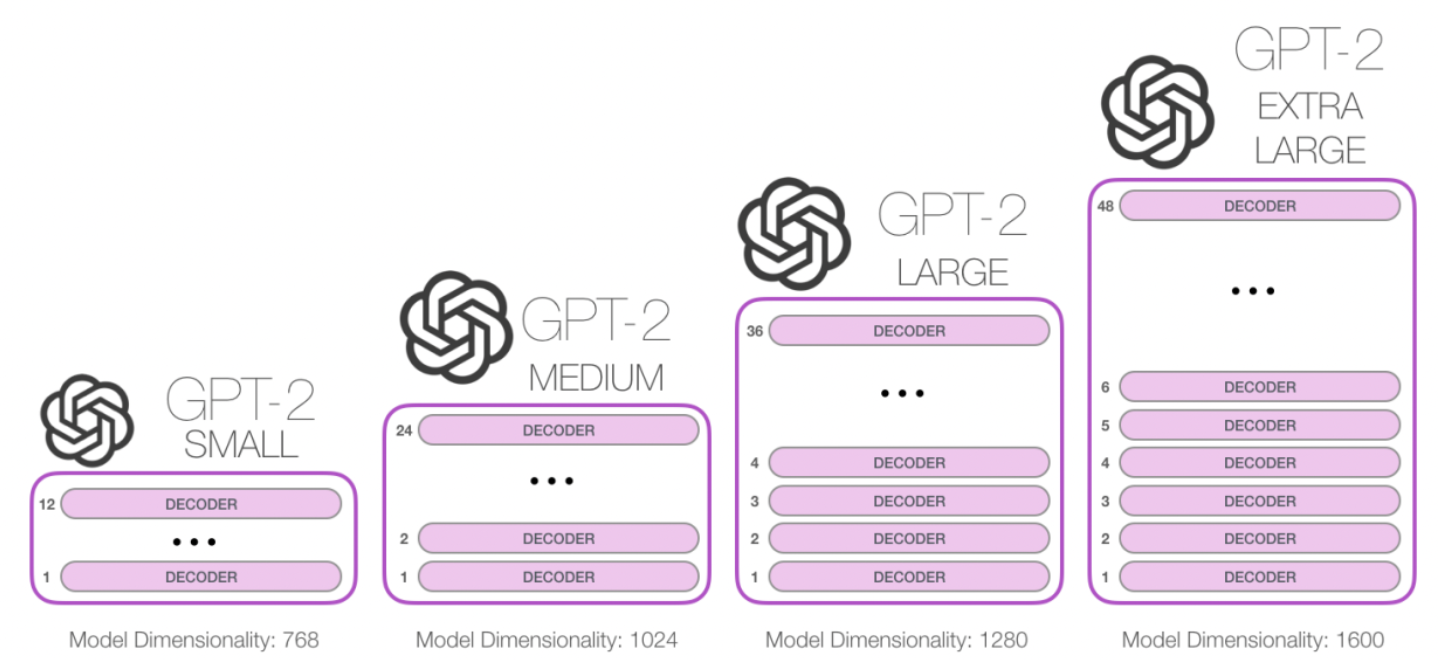 GPT-2
SMALL
12 DECODER
...
1 DECODER
Model Dimensionality: 768
GPT-2
MEDIUM
24 DECODER
...
2 DECODER
1 DECODER
Model Dimensionality: 1024
GPT-2
LARGE
36 DECODER
...
4 DECODER
3 DECODER
2 DECODER
1 DECODER
Model Dimensionality: 1280
GPT-2
EXTRA
LARGE
48 DECODER
...
6 DECODER
5 DECODER
4 DECODER
3 DECODER
2 DECODER
1 DECODER
Model Dimensionality: 1600